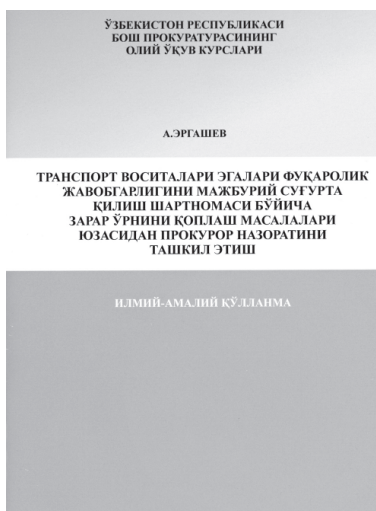 ЎЗБЕКИСТОН РЕСПУБЛИКАСИ
БОШ ПРОКУРАТУРАСИНИНГ
ОЛИЙ ЎҚУВ КУРСЛАРИ
А.ЭРГАШЕВ
ТРАНСПОРТ ВОСИТАЛАРИ ЭГАЛАРИ ФУҚАРОЛИК
ЖАВОБГАРЛИГИНИ МАЖБУРИЙ СУҒУРТА
ҚИЛИШ ШАРТНОМАСИ БЎЙИЧА
ЗАРАР ЎРНИНИ ҚОПЛАШ МАСАЛАЛАРИ
ЮЗАСИДАН ПРОКУРОР НАЗОРАТИНИ
ТАШКИЛ ЭТИШ
ИЛМИЙ-АМАЛИЙ ҚЎЛЛАНМА